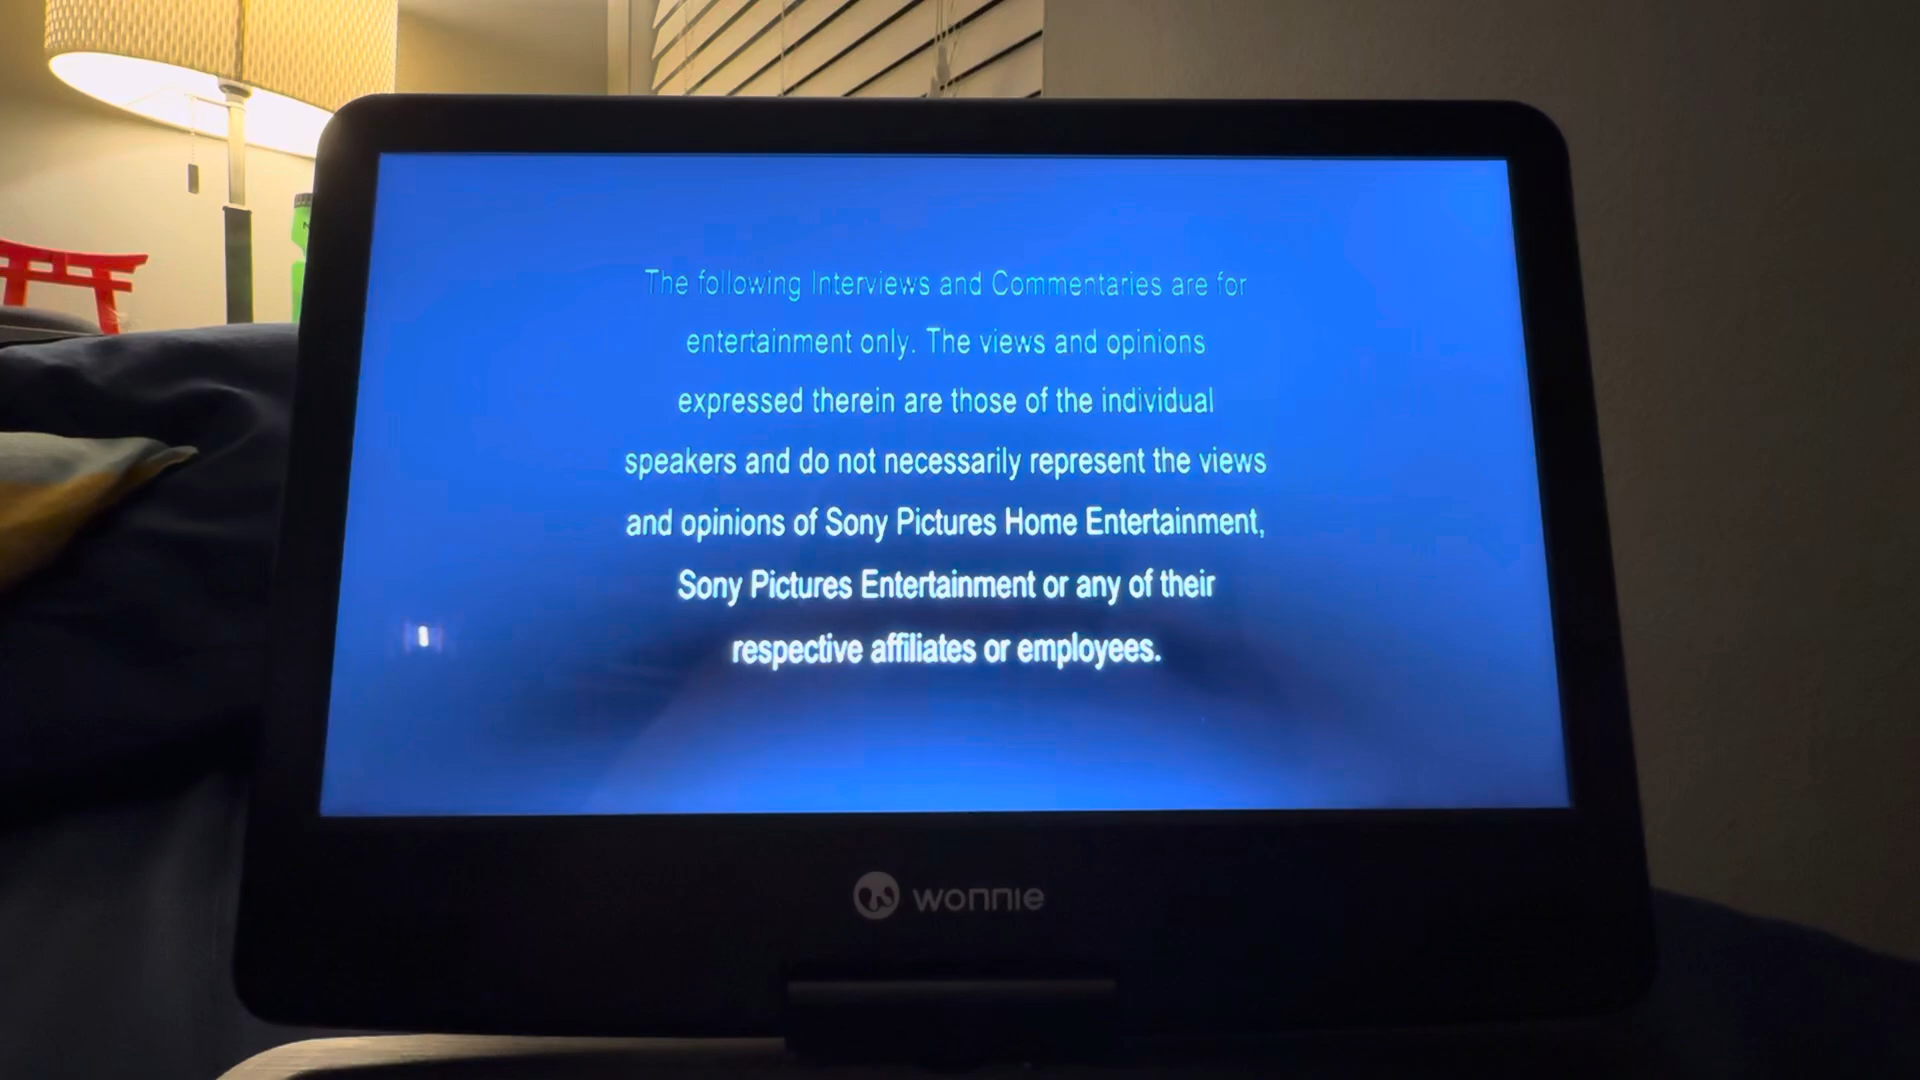 The following Interviews and Commentaries are for
entertainment only. The views and opinions
expressed therein are those of the individual
speakers and do not necessarily represent the views
and opinions of Sony Pictures Home Entertainment,
Sony Pictures Entertainment or any of their
respective affiliates or employees.
wonnie